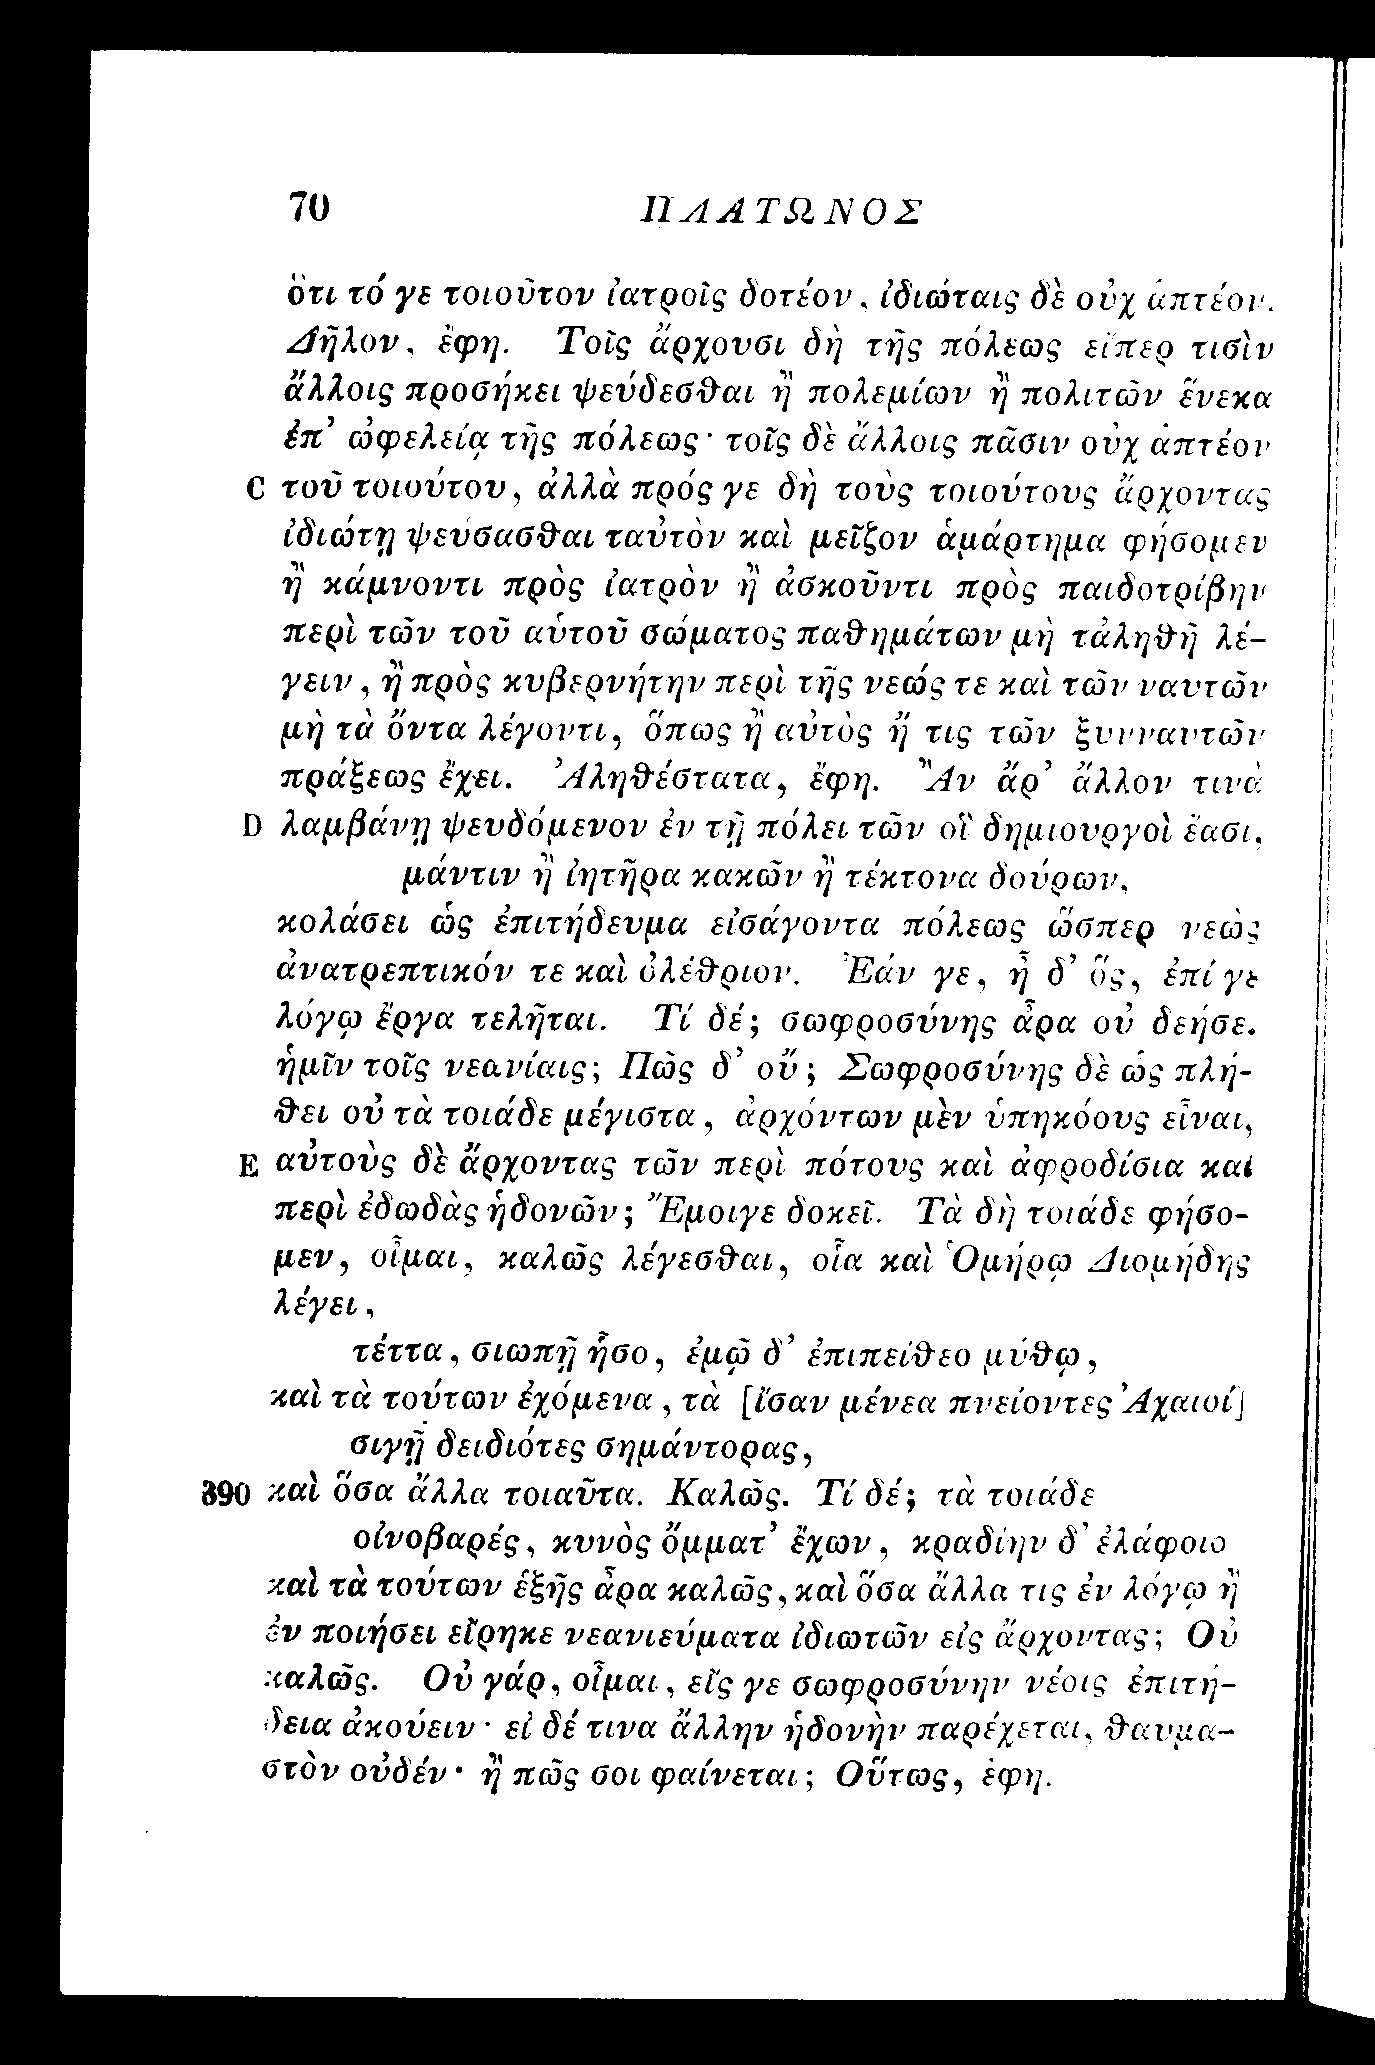 70 ΠΛΑΤΩΝΟΣ
ὅτι τό γε τοιοῦτον ἰατροῖς δοτέον, ἰδιώταις δὲ οὐχ ἁπτέον.
Δῆλον, ἔφη. Τοῖς ἄρχουσι δὴ τῆς πόλεως εἴπερ τισὶν
ἄλλοις προσήκει ψεύδεσθαι ἢ πολεμίων ἢ πολιτῶν ἕνεκα
ἐπ’ ὠφελείᾳ τῆς πόλεως· τοῖς δὲ ἄλλοις πᾶσιν οὐχ ἁπτέον
C τοῦ τοιούτου, ἀλλὰ πρός γε δὴ τοὺς τοιούτους ἄρχοντας
ἰδιώτῃ ψεύσασθαι ταὐτὸν καὶ μεῖζον ἁμάρτημα φήσομεν
ἢ κάμνοντι πρὸς ἰατρὸν ἢ ἀσκοῦντι πρὸς παιδοτρίβην
περὶ τῶν τοῦ αὑτοῦ σώματος παθημάτων μὴ τἀληθῆ λέ-
γειν, ἢ πρὸς κυβερνήτην περὶ τῆς νεώς τε καὶ τῶν ναυτῶν
μὴ τὰ ὄντα λέγοντι, ὅπως ἢ αὐτὸς ἤ τις τῶν ξυνναυτῶν
πράξεως ἔχει. Ἀληθέστατα, ἔφη. Ἂν ἄρ’ ἄλλον τινὰ
D λαμβάνῃ ψευδόμενον ἐν τῇ πόλει τῶν οἳ δημιουργοὶ ἔασι,
μάντιν ἢ ἰητῆρα κακῶν ἢ τέκτονα δούρων,
κολάσει ὡς ἐπιτήδευμα εἰσάγοντα πόλεως ὥσπερ νεὼς
ἀνατρεπτικόν τε καὶ ὀλέθριον. Ἐάν γε, ἦ δ’ ὅς, ἐπί γε
λόγῳ ἔργα τελῆται. Τί δέ; σωφροσύνης ἆρα οὐ δεήσει
ἡμῖν τοῖς νεανίαις; Πῶς δ’ οὔ; Σωφροσύνης δὲ ὡς πλή-
θει οὐ τὰ τοιάδε μέγιστα, ἀρχόντων μὲν ὑπηκόους εἶναι,
E αὐτοὺς δὲ ἄρχοντας τῶν περὶ πότους καὶ ἀφροδίσια καὶ
περὶ ἐδωδὰς ἡδονῶν; Ἔμοιγε δοκεῖ. Τὰ δὴ τοιάδε φήσο-
μεν, οἶμαι, καλῶς λέγεσθαι, οἷα καὶ Ὁμήρῳ Διομήδης
λέγει,
τέττα, σιωπῇ ἧσο, ἐμῷ δ’ ἐπιπείθεο μύθῳ,
καὶ τὰ τούτων ἐχόμενα, τὰ [ἴσαν μένεα πνείοντες Ἀχαιοί]
σιγῇ δειδιότες σημάντορας,
390 καὶ ὅσα ἄλλα τοιαῦτα. Καλῶς. Τί δέ; τὰ τοιάδε
οἰνοβαρές, κυνὸς ὄμματ’ ἔχων, κραδίην δ’ ἐλάφοιο
καὶ τὰ τούτων ἑξῆς ἆρα καλῶς, καὶ ὅσα ἄλλα τις ἐν λόγῳ ἢ
ἐν ποιήσει εἴρηκε νεανιεύματα ἰδιωτῶν εἰς ἄρχοντας; Οὐ
καλῶς. Οὐ γάρ, οἶμαι, εἴς γε σωφροσύνην νέοις ἐπιτή-
δεια ἀκούειν· εἰ δέ τινα ἄλλην ἡδονὴν παρέχεται, θαυμα-
στὸν οὐδέν· ἢ πῶς σοι φαίνεται; Οὕτως, ἔφη.